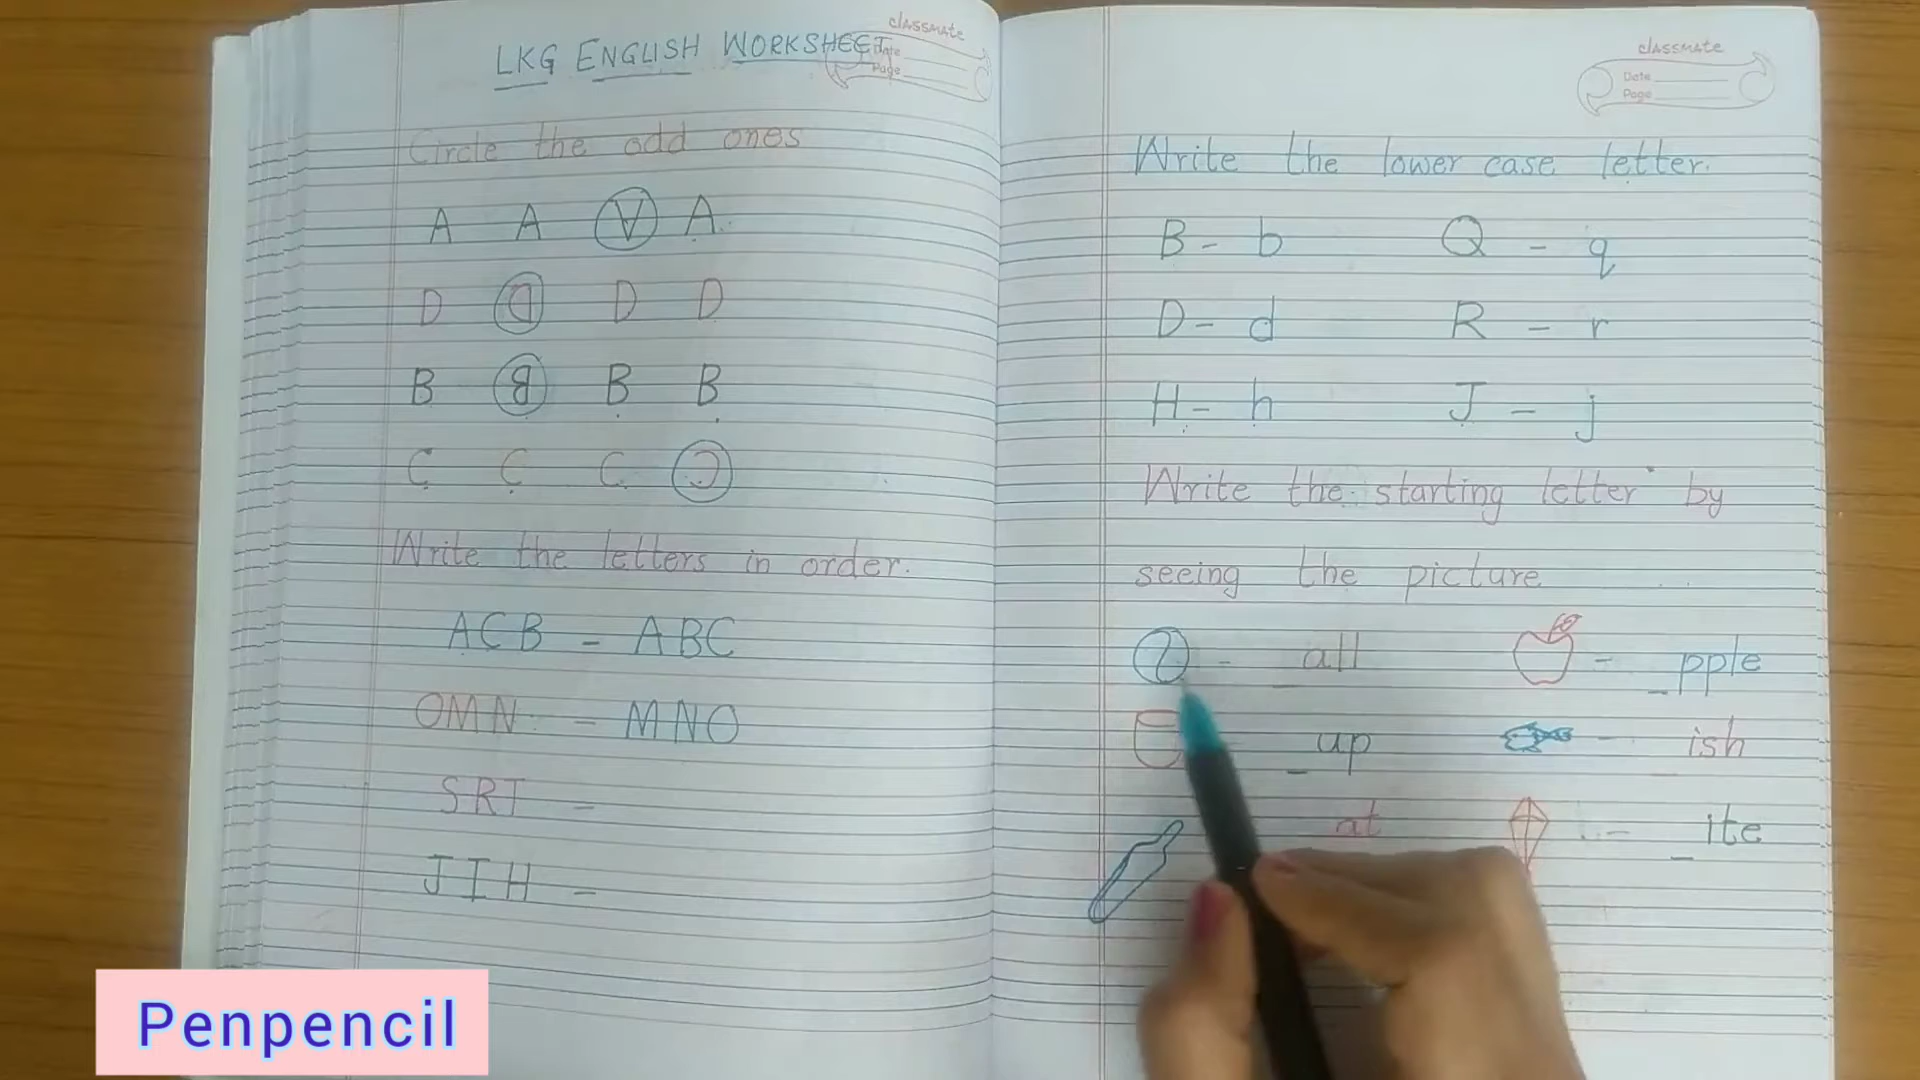 LKG ENGLISH WORKSHEET
classmate
Date
Page
Circle the odd ones
A A A A
D D D D
B B B B
C C C C
Write the letters in order.
ACB - ABC
OMN - MNO
SRT -
JIH -
classmate
Date
Page
Write the lower case letter.
B - b Q - q
D - d R - r
H - h J - j
Write the starting letter by
seeing the picture
- _all - _pple
_up - _ish
at - _ite
Penpencil